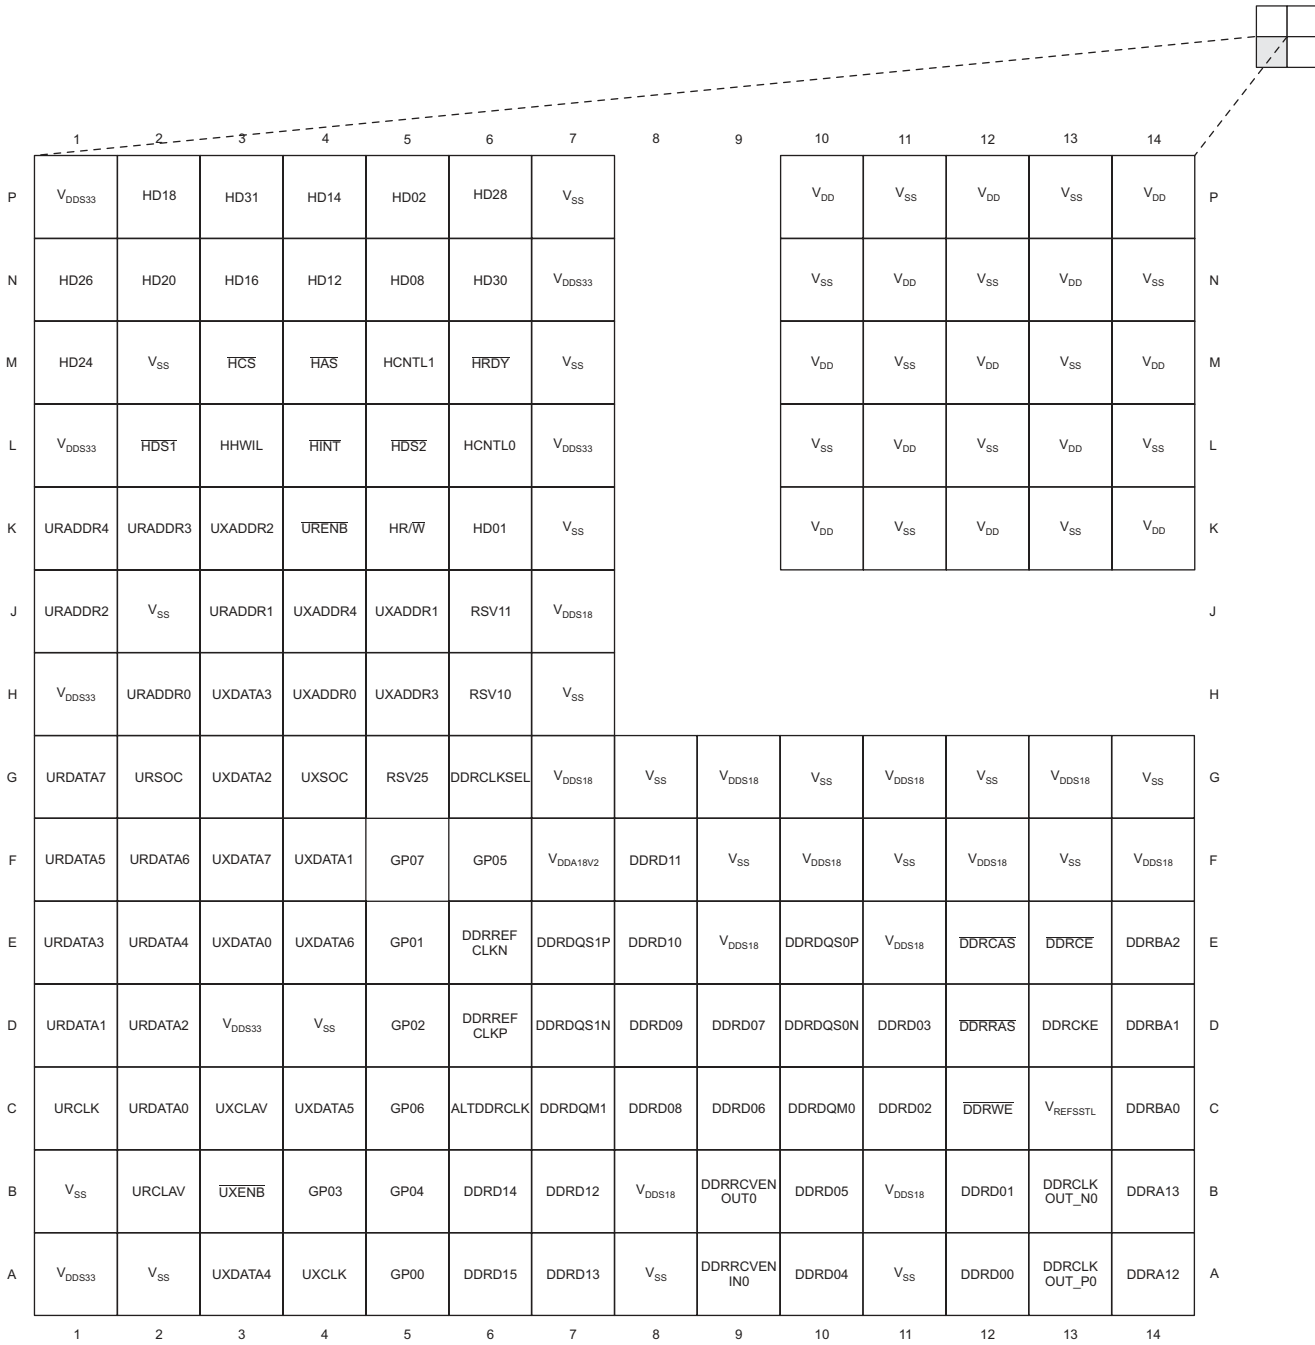 1 2 3 4 5 6 7 8 9 10 11 12 13 14
P VDDS33 HD18 HD31 HD14 HD02 HD28 VSS VDD VSS VDD VSS VDD P
N HD26 HD20 HD16 HD12 HD08 HD30 VDDS33 VSS VDD VSS VDD VSS N
M HD24 VSS HCS HAS HCNTL1 HRDY VSS VDD VSS VDD VSS VDD M
L VDDS33 HDS1 HHWIL HINT HDS2 HCNTL0 VDDS33 VSS VDD VSS VDD VSS L
K URADDR4 URADDR3 UXADDR2 URENB HR/W HD01 VSS VDD VSS VDD VSS VDD K
J URADDR2 VSS URADDR1 UXADDR4 UXADDR1 RSV11 VDDS18 J
H VDDS33 URADDR0 UXDATA3 UXADDR0 UXADDR3 RSV10 VSS H
G URDATA7 URSOC UXDATA2 UXSOC RSV25 DDRCLKSEL VDDS18 VSS VDDS18 VSS VDDS18 VSS VDDS18 VSS G
F URDATA5 URDATA6 UXDATA7 UXDATA1 GP07 GP05 VDDA18V2 DDRD11 VSS VDDS18 VSS VDDS18 VSS VDDS18 F
E URDATA3 URDATA4 UXDATA0 UXDATA6 GP01 DDRREF CLKN DDRDQS1P DDRD10 VDDS18 DDRDQS0P VDDS18 DDRCAS DDRCE DDRBA2 E
D URDATA1 URDATA2 VDDS33 VSS GP02 DDRREF CLKP DDRDQS1N DDRD09 DDRD07 DDRDQS0N DDRD03 DDRRAS DDRCKE DDRBA1 D
C URCLK URDATA0 UXCLAV UXDATA5 GP06 ALTDDRCLK DDRDQM1 DDRD08 DDRD06 DDRDQM0 DDRD02 DDRWE VREFSSTL DDRBA0 C
B VSS URCLAV UXENB GP03 GP04 DDRD14 DDRD12 VDDS18 DDRRCVEN OUT0 DDRD05 VDDS18 DDRD01 DDRCLK OUT_N0 DDRA13 B
A VDDS33 VSS UXDATA4 UXCLK GP00 DDRD15 DDRD13 VSS DDRRCVEN IN0 DDRD04 VSS DDRD00 DDRCLK OUT_P0 DDRA12 A
1 2 3 4 5 6 7 8 9 10 11 12 13 14